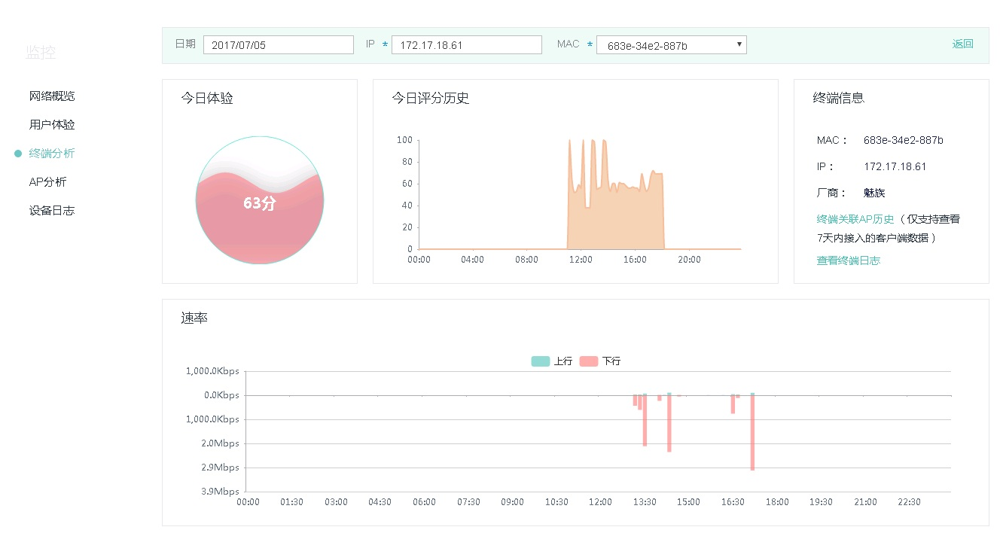 日期 2017/07/05 IP * 172.17.18.61 MAC * 683e-34e2-887b 返回
监控
网络概览
用户体验
终端分析
AP分析
设备日志
今日体验
63分
今日评分历史
100
80
60
40
20
0
00:00 04:00 08:00 12:00 16:00 20:00
终端信息
MAC： 683e-34e2-887b
IP： 172.17.18.61
厂商： 魅族
终端关联AP历史（仅支持查看
7天内接入的客户端数据）
查看终端日志
速率
上行 下行
1,000.0Kbps
0.0Kbps
1,000.0Kbps
2.0Mbps
2.9Mbps
3.9Mbps
00:00 01:30 03:00 04:30 06:00 07:30 09:00 10:30 12:00 13:30 15:00 16:30 18:00 19:30 21:00 22:30